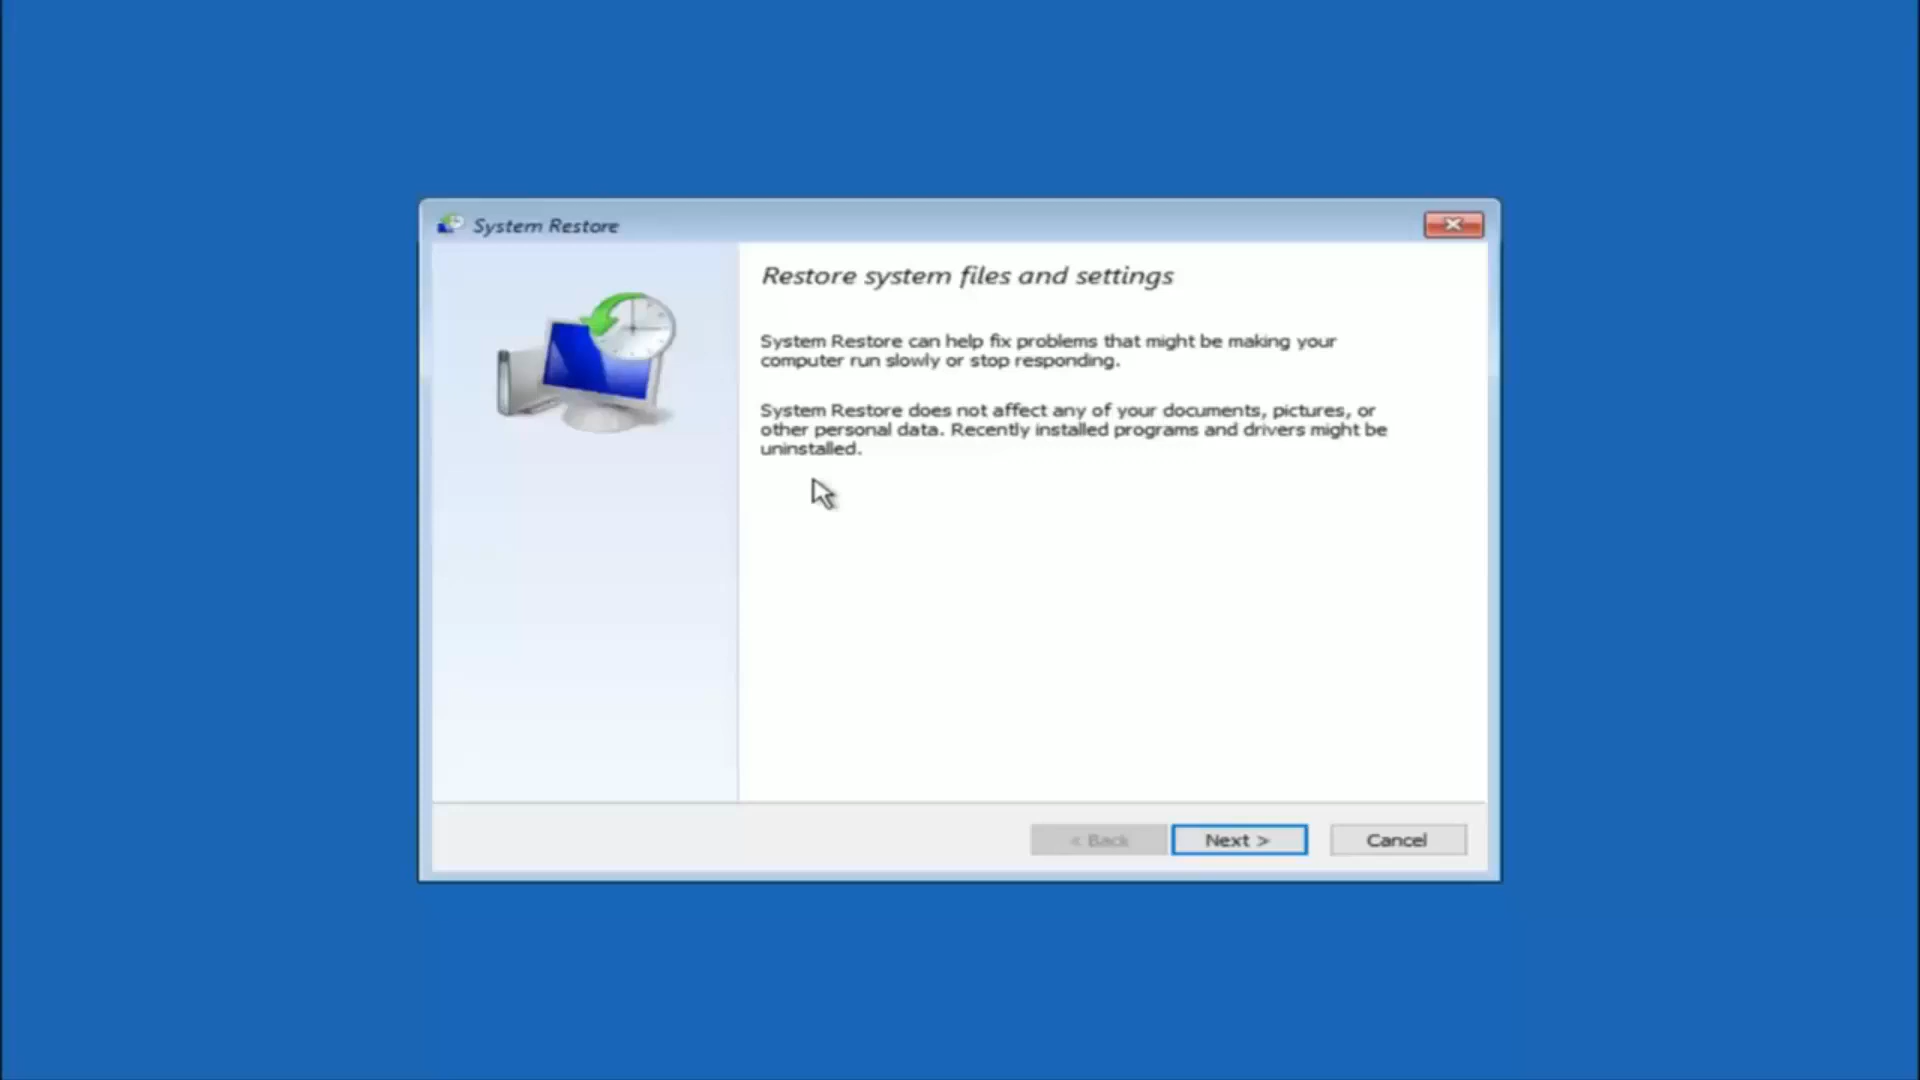 System Restore
Restore system files and settings
System Restore can help fix problems that might be making your
computer run slowly or stop responding.
System Restore does not affect any of your documents, pictures, or
other personal data. Recently installed programs and drivers might be
uninstalled.
< Back
Next >
Cancel